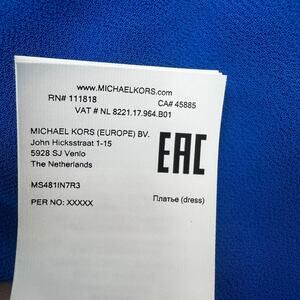 www.MICHAELKORS.com
RN# 111818 CA# 45885
VAT # NL 8221.17.964.B01
MICHAEL KORS (EUROPE) BV.
John Hicksstraat 1-15
5928 SJ Venlo
The Netherlands
EAC
MS481IN7R3
Платье (dress)
PER NO: XXXXX